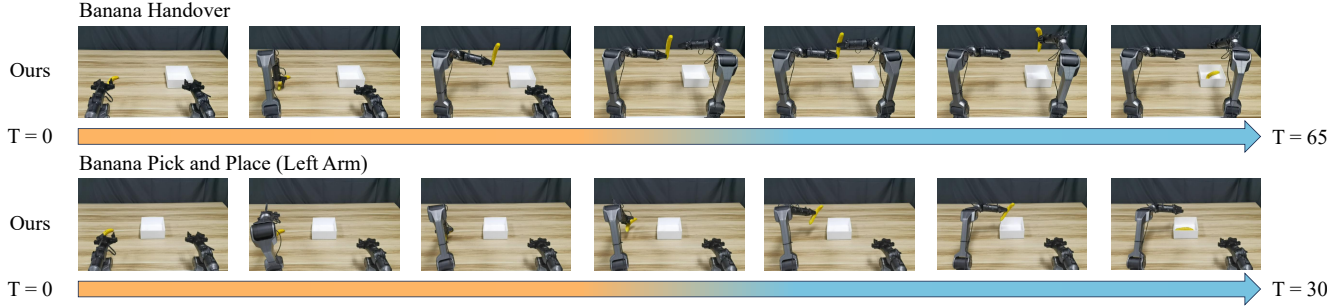 Banana Handover
Ours
T = 0
T = 65
Banana Pick and Place (Left Arm)
Ours
T = 0
T = 30